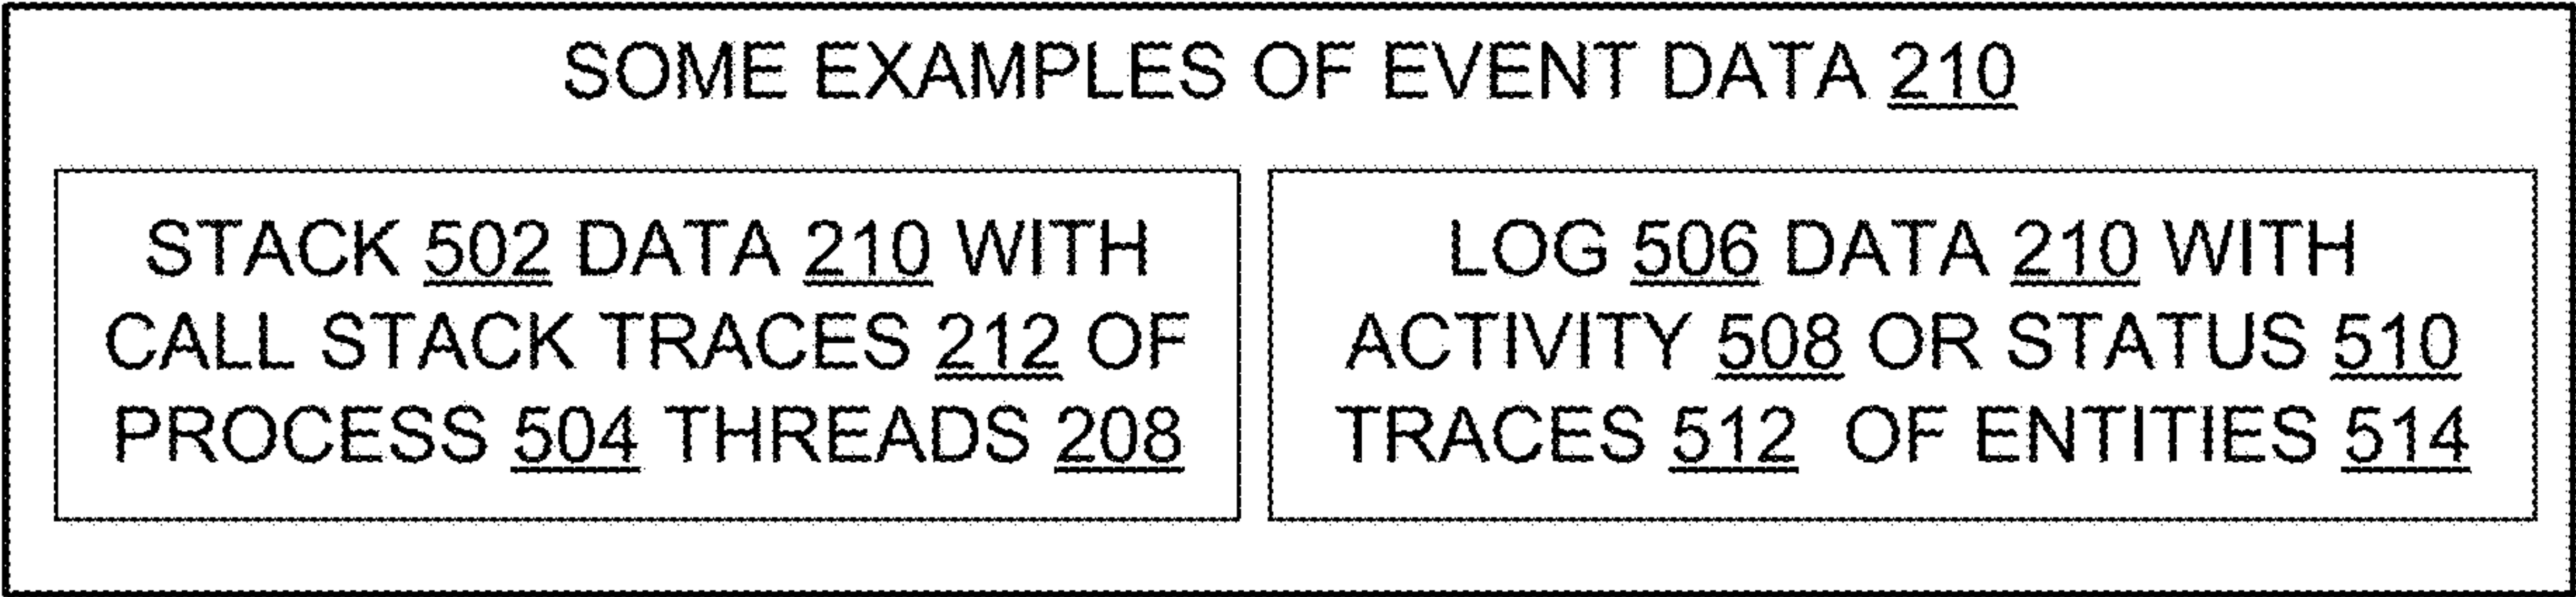 SOME EXAMPLES OF EVENT DATA 210
STACK 502 DATA 210 WITH
CALL STACK TRACES 212 OF
PROCESS 504 THREADS 208
LOG 506 DATA 210 WITH
ACTIVITY 508 OR STATUS 510
TRACES 512 OF ENTITIES 514